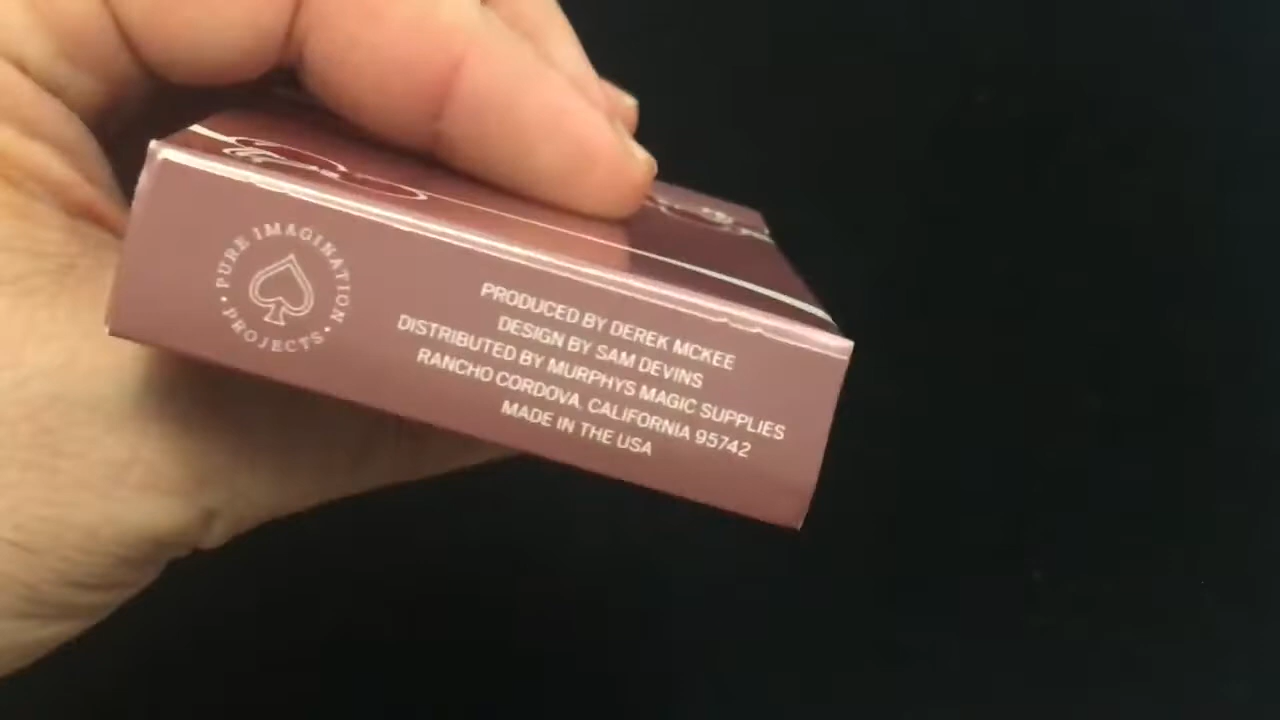 PURE IMAGINATION
• PROJECTS •
PRODUCED BY DEREK MCKEE
DESIGN BY SAM DEVINS
DISTRIBUTED BY MURPHYS MAGIC SUPPLIES
RANCHO CORDOVA, CALIFORNIA 95742
MADE IN THE USA